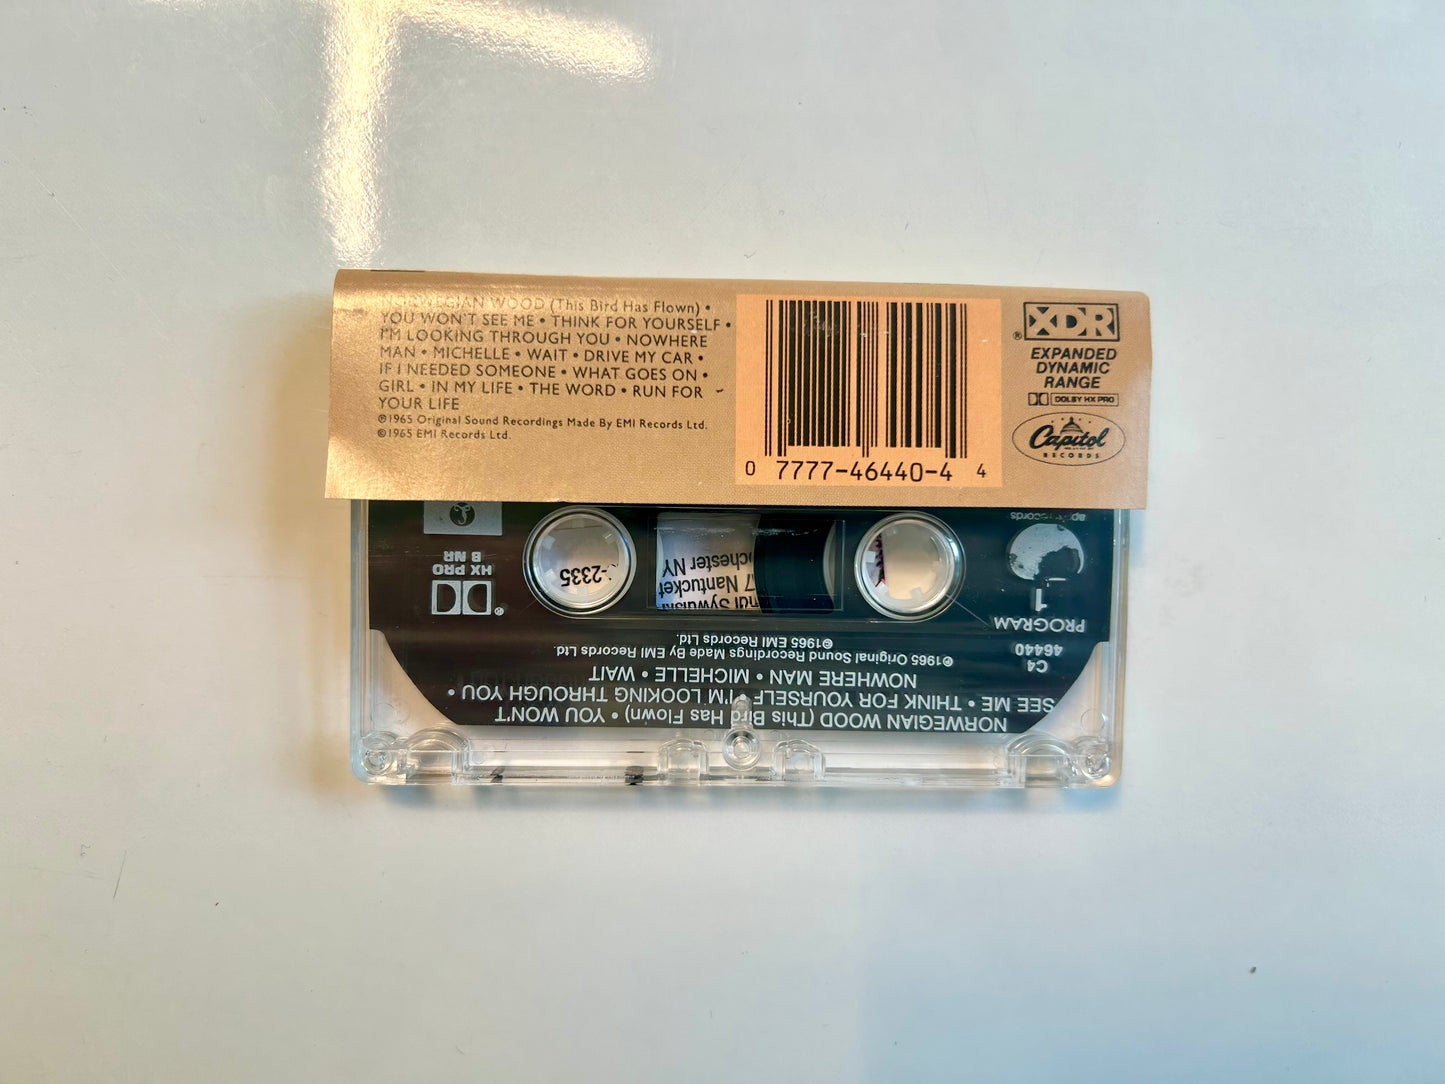 NORWEGIAN WOOD (This Bird Has Flown) •
YOU WON'T SEE ME • THINK FOR YOURSELF •
I'M LOOKING THROUGH YOU • NOWHERE
MAN • MICHELLE • WAIT • DRIVE MY CAR •
IF I NEEDED SOMEONE • WHAT GOES ON •
GIRL • IN MY LIFE • THE WORD • RUN FOR
YOUR LIFE
℗1965 Original Sound Recordings Made By EMI Records Ltd.
©1965 EMI Records Ltd.
0 7777-46440-4 4
XDR®
EXPANDED
DYNAMIC
RANGE
DOLBY HX PRO
Capitol
RECORDS
NORWEGIAN WOOD (This Bird Has Flown) • YOU WON'T
SEE ME • THINK FOR YOURSELF • I'M LOOKING THROUGH YOU •
NOWHERE MAN • MICHELLE • WAIT
℗1965 Original Sound Recordings Made By EMI Records Ltd.
©1965 EMI Records Ltd.
C4
46440
PROGRAM
1
records
®
HX PRO
B NR
Nantucket
NY
-2335